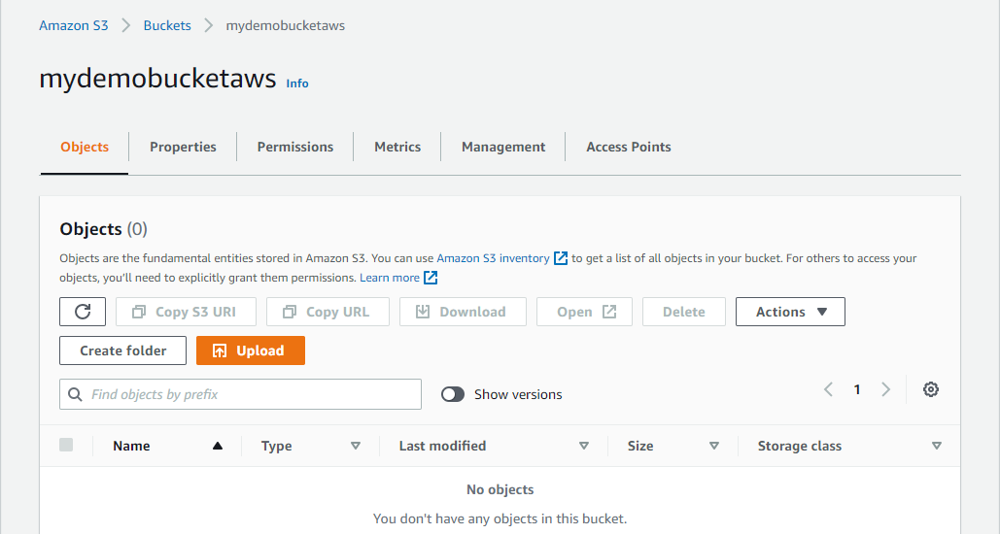 Amazon S3 > Buckets > mydemobucketaws
mydemobucketaws Info
Objects Properties Permissions Metrics Management Access Points
Objects (0)
Objects are the fundamental entities stored in Amazon S3. You can use Amazon S3 inventory to get a list of all objects in your bucket. For others to access your
objects, you'll need to explicitly grant them permissions. Learn more
Copy S3 URI Copy URL Download Open Delete Actions
Create folder Upload
Find objects by prefix Show versions 1
Name Type Last modified Size Storage class
No objects
You don't have any objects in this bucket.